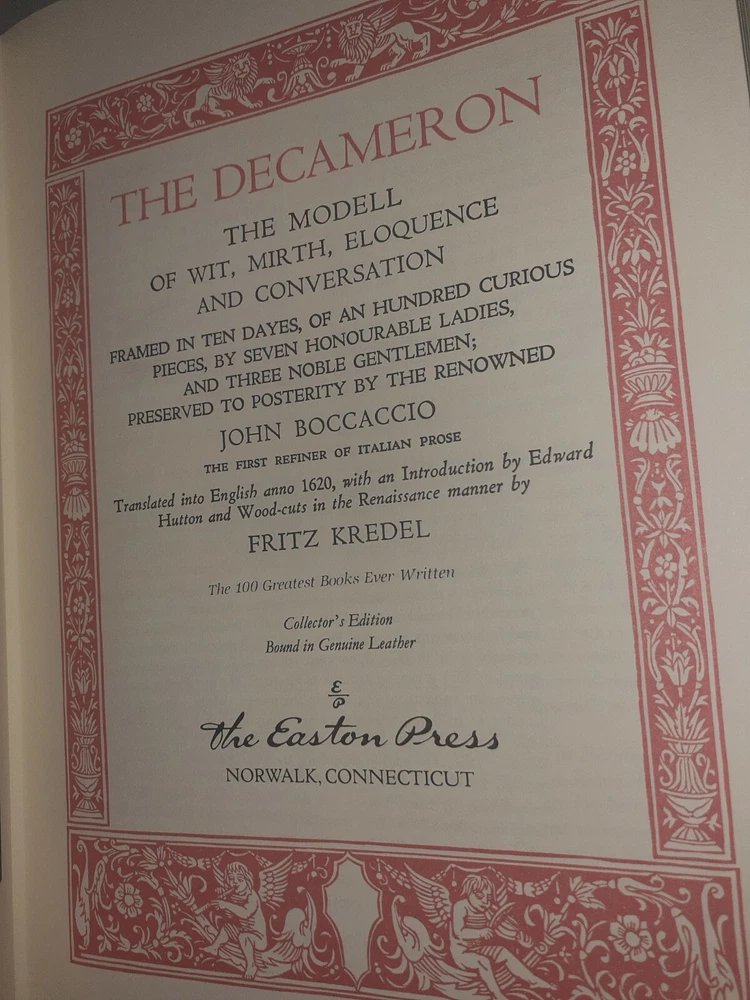 THE DECAMERON
THE MODELL
OF WIT, MIRTH, ELOQUENCE
AND CONVERSATION
FRAMED IN TEN DAYES, OF AN HUNDRED CURIOUS
PIECES, BY SEVEN HONOURABLE LADIES,
AND THREE NOBLE GENTLEMEN;
PRESERVED TO POSTERITY BY THE RENOWNED
JOHN BOCCACCIO
THE FIRST REFINER OF ITALIAN PROSE
Translated into English anno 1620, with an Introduction by Edward
Hutton and Wood-cuts in the Renaissance manner by
FRITZ KREDEL
The 100 Greatest Books Ever Written
Collector's Edition
Bound in Genuine Leather
E
P
The Easton Press
NORWALK, CONNECTICUT